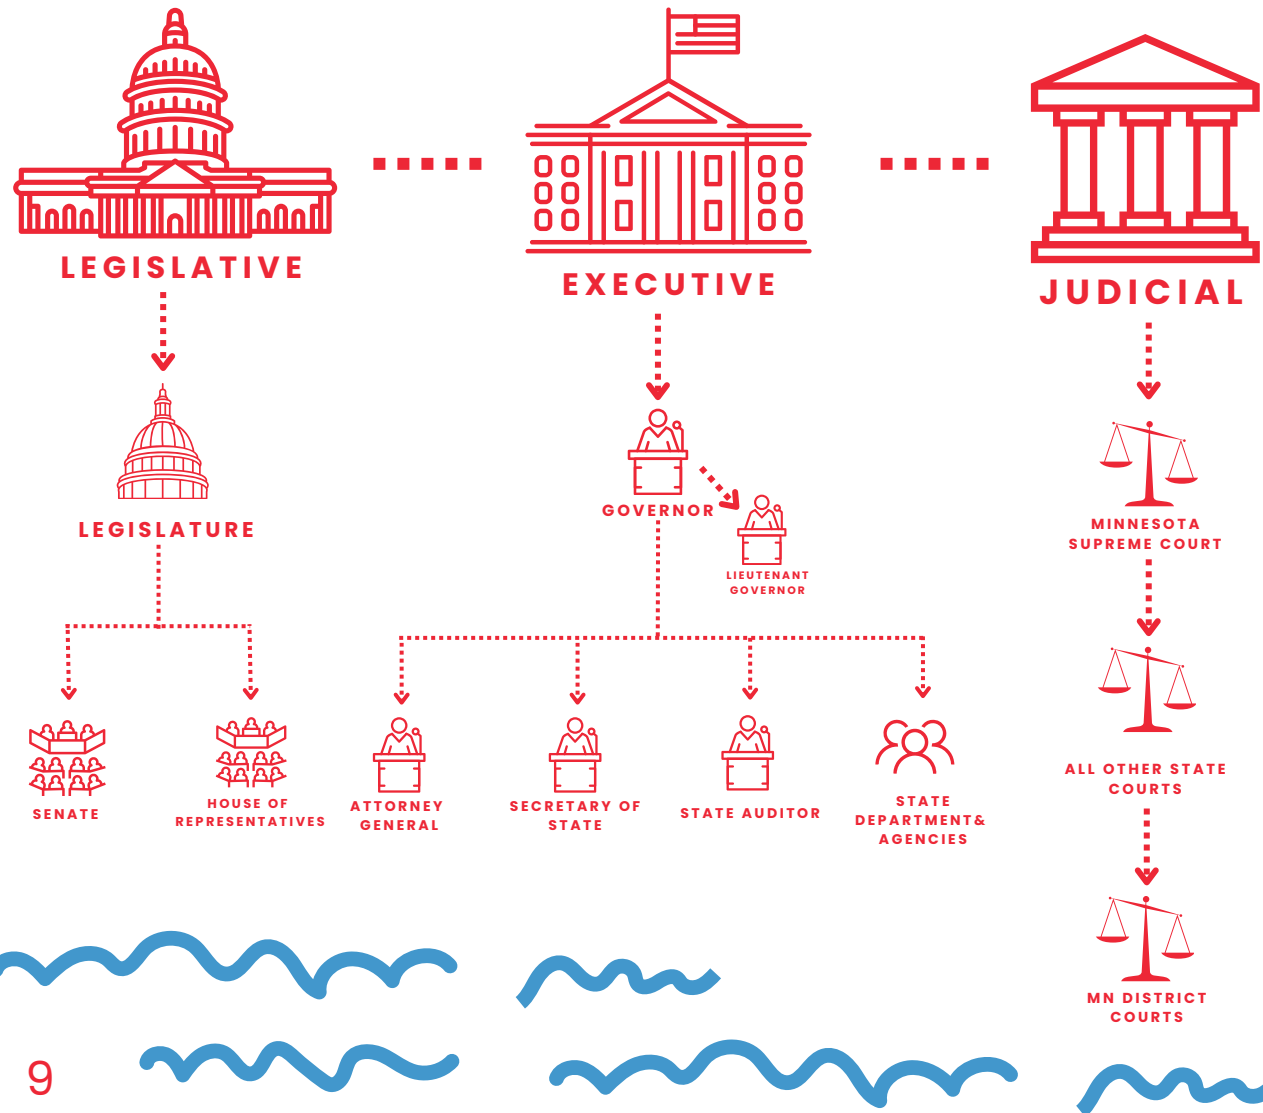 LEGISLATIVE
EXECUTIVE
JUDICIAL
LEGISLATURE
GOVERNOR
LIEUTENANT
GOVERNOR
MINNESOTA
SUPREME COURT
SENATE
HOUSE OF
REPRESENTATIVES
ATTORNEY
GENERAL
SECRETARY OF
STATE
STATE AUDITOR
STATE
DEPARTMENT&
AGENCIES
ALL OTHER STATE
COURTS
MN DISTRICT
COURTS
9